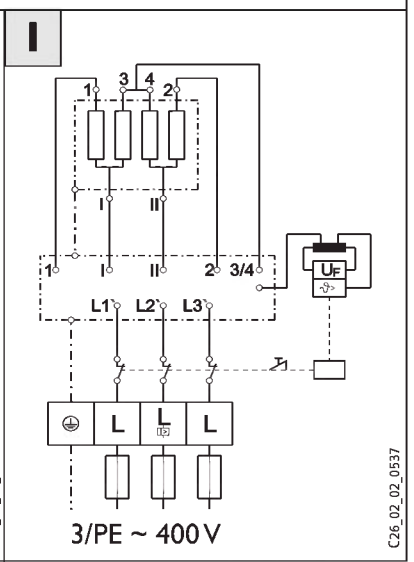 I
1 3 4 2
I II
1 I II 2 3/4
UF
L1 L2 L3
T
L L L
3/PE ~ 400 V
C26_02_02_0537